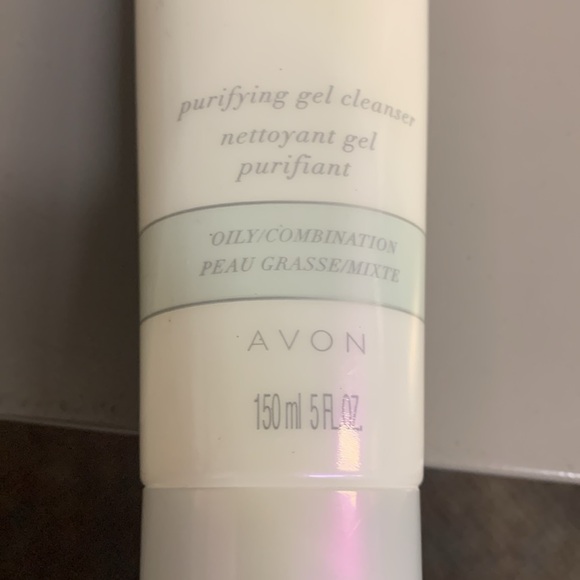 purifying gel cleanser
nettoyant gel
purifiant
OILY/COMBINATION
PEAU GRASSE/MIXTE
AVON
150 ml 5 FL.OZ.